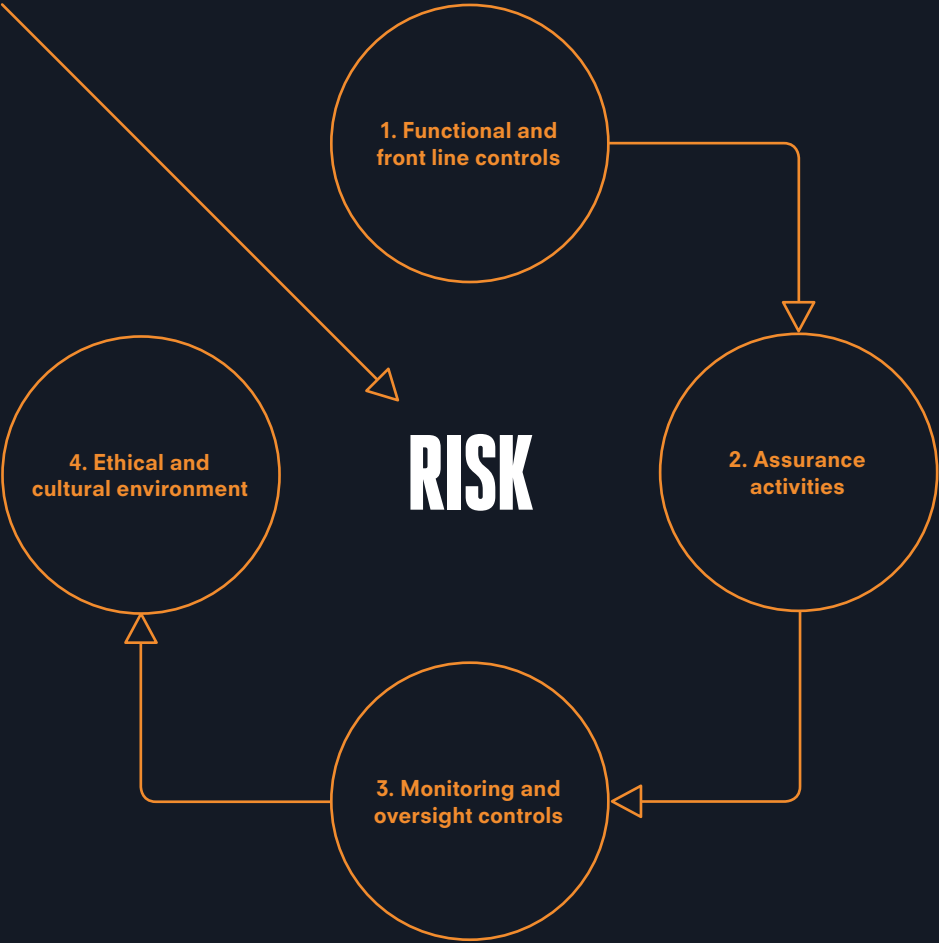 1. Functional and
front line controls
RISK
4. Ethical and
cultural environment
2. Assurance
activities
3. Monitoring and
oversight controls